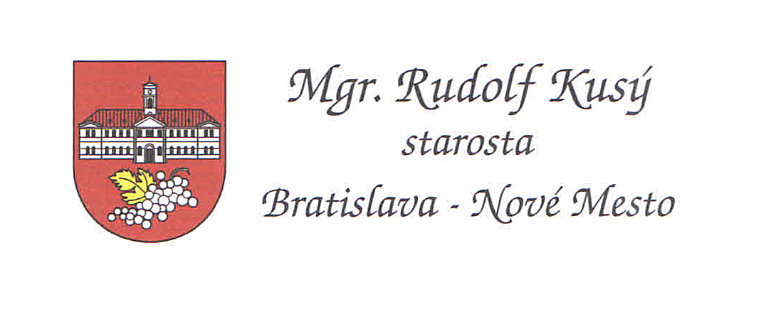 Mgr. Rudolf Kusý
starosta
Bratislava - Nové Mesto